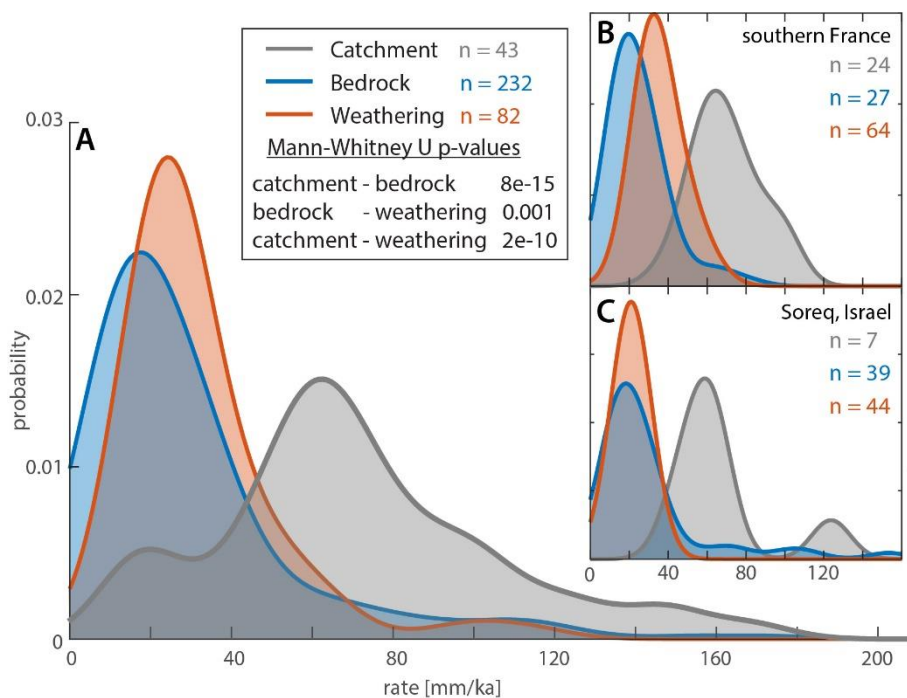 Catchment n = 43
Bedrock n = 232
Weathering n = 82
Mann-Whitney U p-values
catchment - bedrock 8e-15
bedrock - weathering 0.001
catchment - weathering 2e-10
A
0.03
0.02
0.01
0
probability
0 40 80 120 160 200
rate [mm/ka]
B
southern France
n = 24
n = 27
n = 64
C
Soreq, Israel
n = 7
n = 39
n = 44
0 40 80 120